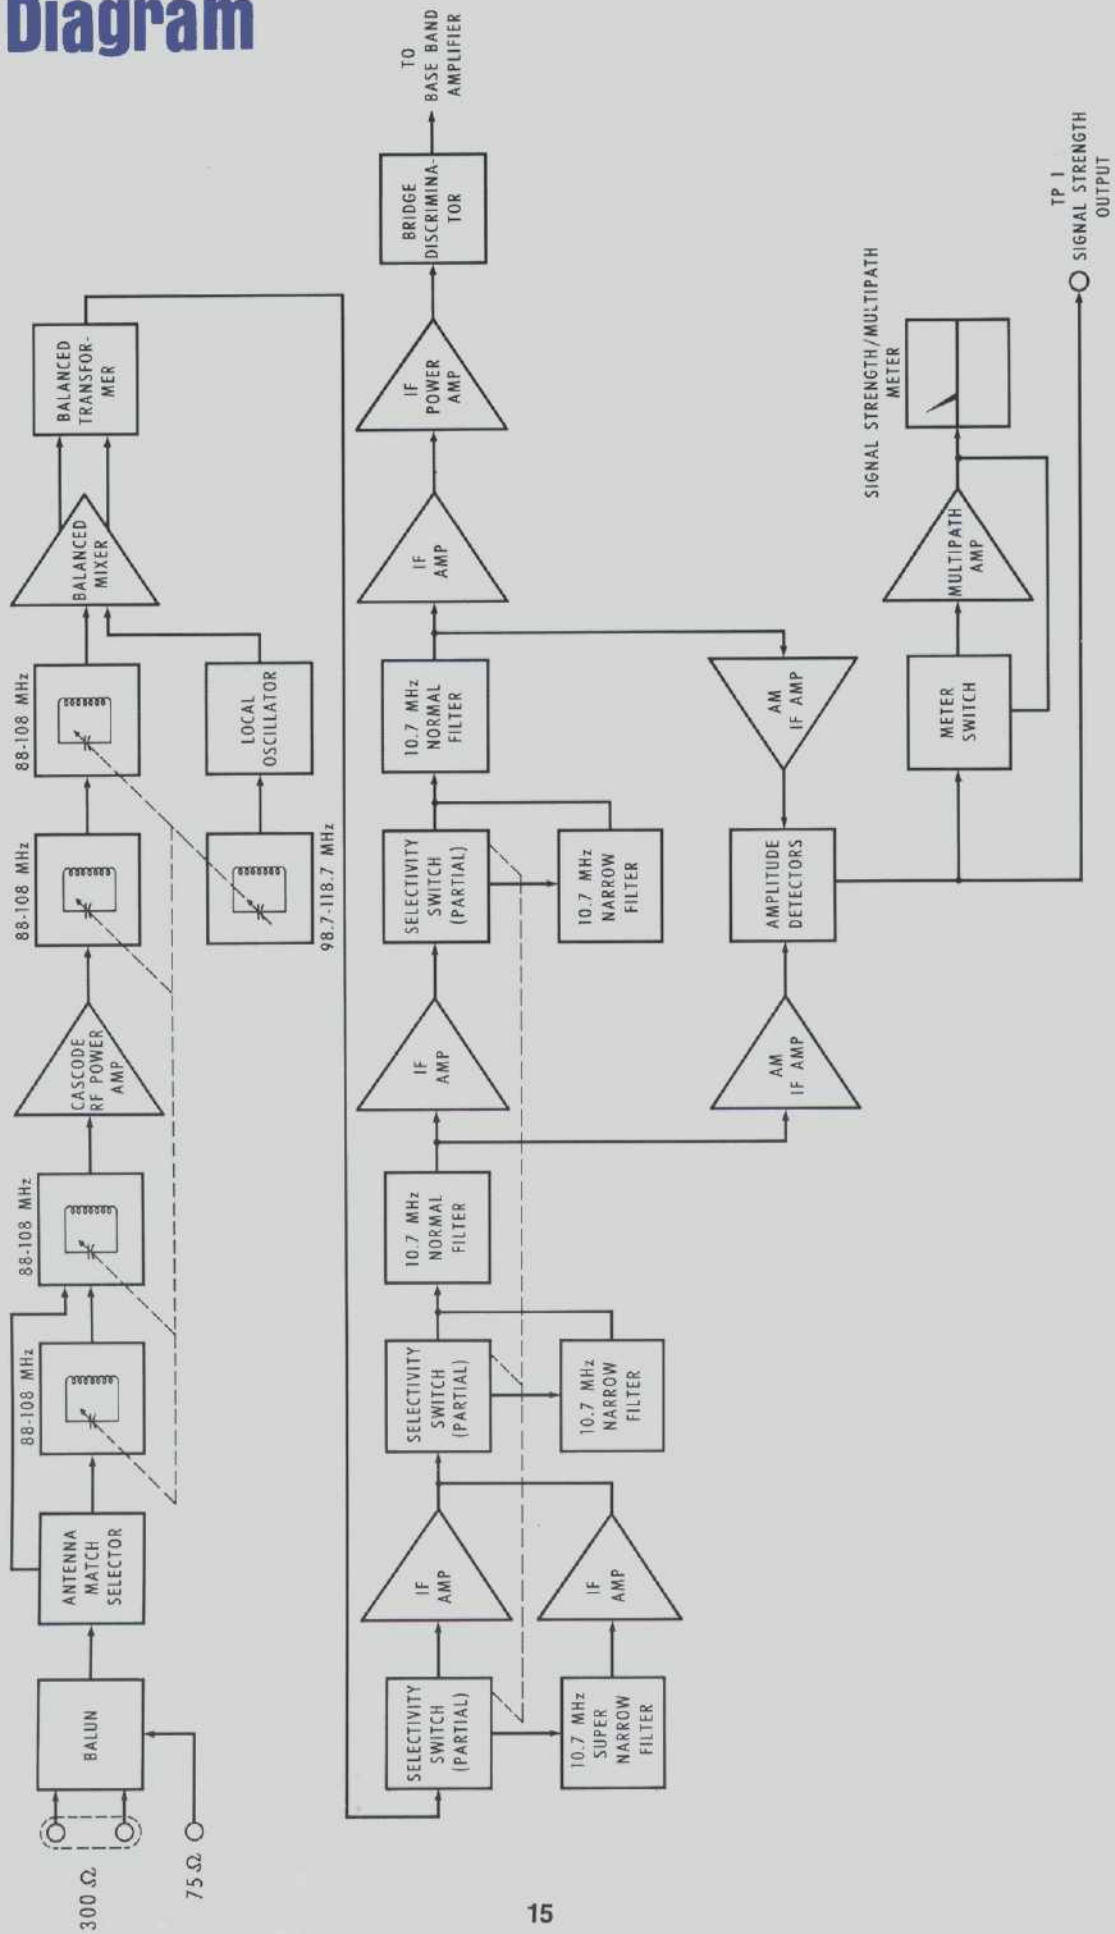 Diagram
300 Ω
75 Ω
BALUN
ANTENNA
MATCH
SELECTOR
88-108 MHz
88-108 MHz
CASCODE
RF POWER
AMP
88-108 MHz
88-108 MHz
98.7-118.7 MHz
LOCAL
OSCILLATOR
BALANCED
MIXER
BALANCED
TRANSFOR-
MER
SELECTIVITY
SWITCH
(PARTIAL)
10.7 MHz
SUPER
NARROW
FILTER
IF
AMP
IF
AMP
SELECTIVITY
SWITCH
(PARTIAL)
10.7 MHz
NARROW
FILTER
10.7 MHz
NORMAL
FILTER
IF
AMP
SELECTIVITY
SWITCH
(PARTIAL)
10.7 MHz
NARROW
FILTER
10.7 MHz
NORMAL
FILTER
IF
AMP
IF
POWER
AMP
BRIDGE
DISCRIMINA-
TOR
TO
BASE BAND
AMPLIFIER
AM
IF AMP
AMPLITUDE
DETECTORS
AM
IF AMP
METER
SWITCH
MULTIPATH
AMP
SIGNAL STRENGTH/MULTIPATH
METER
TP 1
SIGNAL STRENGTH
OUTPUT
15